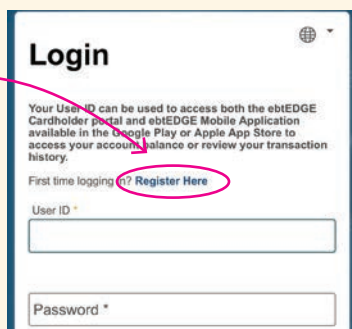 Login
Your User ID can be used to access both the ebtEDGE
Cardholder portal and ebtEDGE Mobile Application
available in the Google Play or Apple App Store to
access your account balance or review your transaction
history.
First time logging in? Register Here
User ID *
Password *